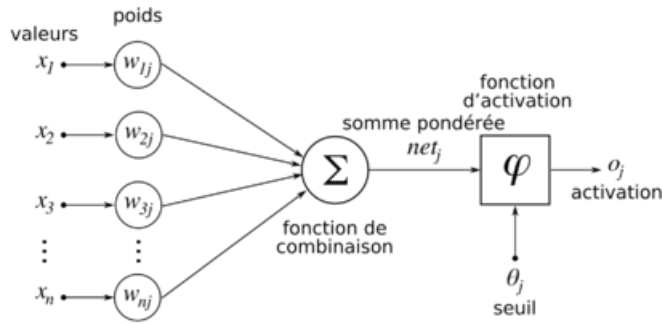 poids
valeurs
x₁ w₁ⱼ
x₂ w₂ⱼ
x₃ w₃ⱼ
⋮ ⋮
xₙ wₙⱼ
Σ
fonction de
combinaison
somme pondérée
netⱼ
fonction
d'activation
φ
oⱼ
activation
θⱼ
seuil